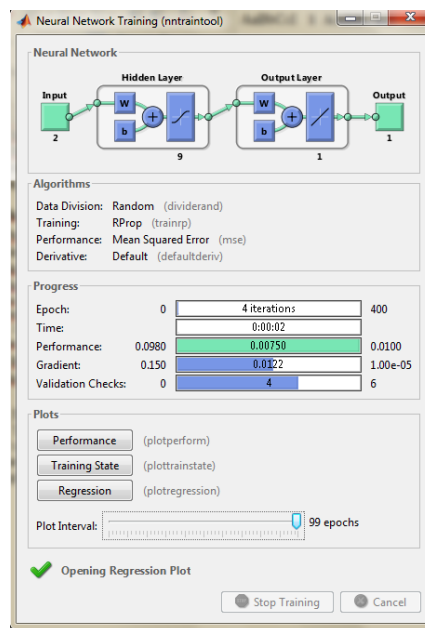 Neural Network Training (nntraintool)
Neural Network
Hidden Layer
Output Layer
Input
Output
W
W
b
b
2
1
9
1
Algorithms
Data Division: Random (dividerand)
Training: RProp (trainrp)
Performance: Mean Squared Error (mse)
Derivative: Default (defaultderiv)
Progress
Epoch: 0 4 iterations 400
Time: 0:00:02
Performance: 0.0980 0.00750 0.0100
Gradient: 0.150 0.0122 1.00e-05
Validation Checks: 0 4 6
Plots
Performance (plotperform)
Training State (plottrainstate)
Regression (plotregression)
Plot Interval: 99 epochs
Opening Regression Plot
Stop Training Cancel